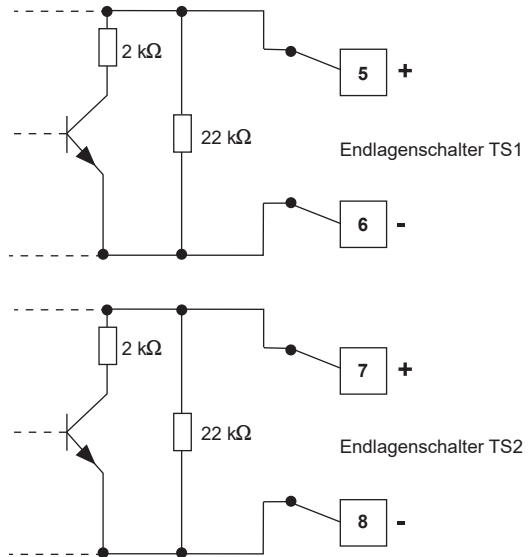 2 kΩ
5 +
22 kΩ
Endlagenschalter TS1
6 -
2 kΩ
7 +
22 kΩ
Endlagenschalter TS2
8 -